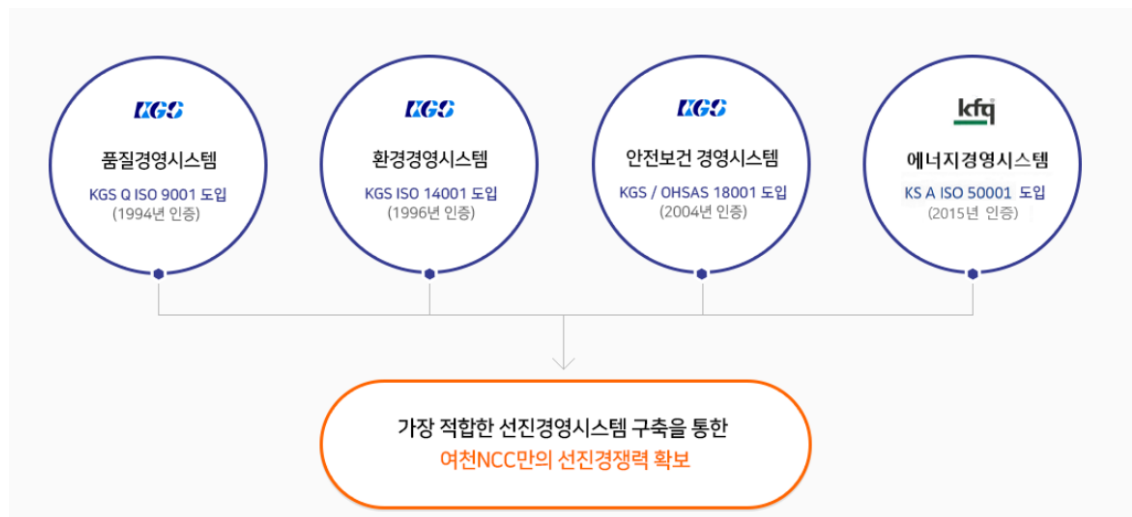 KGS
품질경영시스템
KGS Q ISO 9001 도입
(1994년 인증)
KGS
환경경영시스템
KGS ISO 14001 도입
(1996년 인증)
KGS
안전보건 경영시스템
KGS / OHSAS 18001 도입
(2004년 인증)
kfq
에너지경영시스템
KS A ISO 50001 도입
(2015년 인증)
가장 적합한 선진경영시스템 구축을 통한
여천NCC만의 선진경쟁력 확보